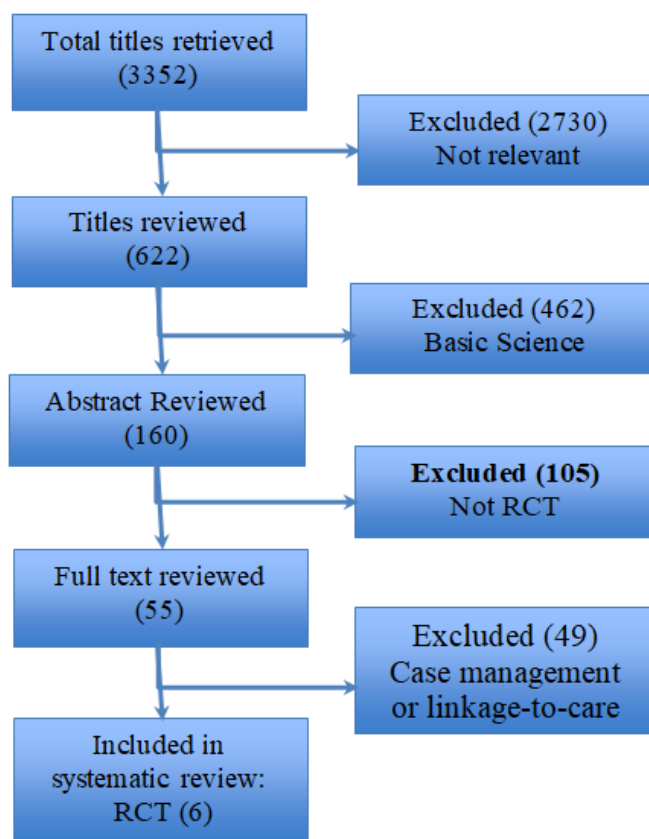 Total titles retrieved
(3352)
Excluded (2730)
Not relevant
Titles reviewed
(622)
Excluded (462)
Basic Science
Abstract Reviewed
(160)
Excluded (105)
Not RCT
Full text reviewed
(55)
Excluded (49)
Case management
or linkage-to-care
Included in
systematic review:
RCT (6)